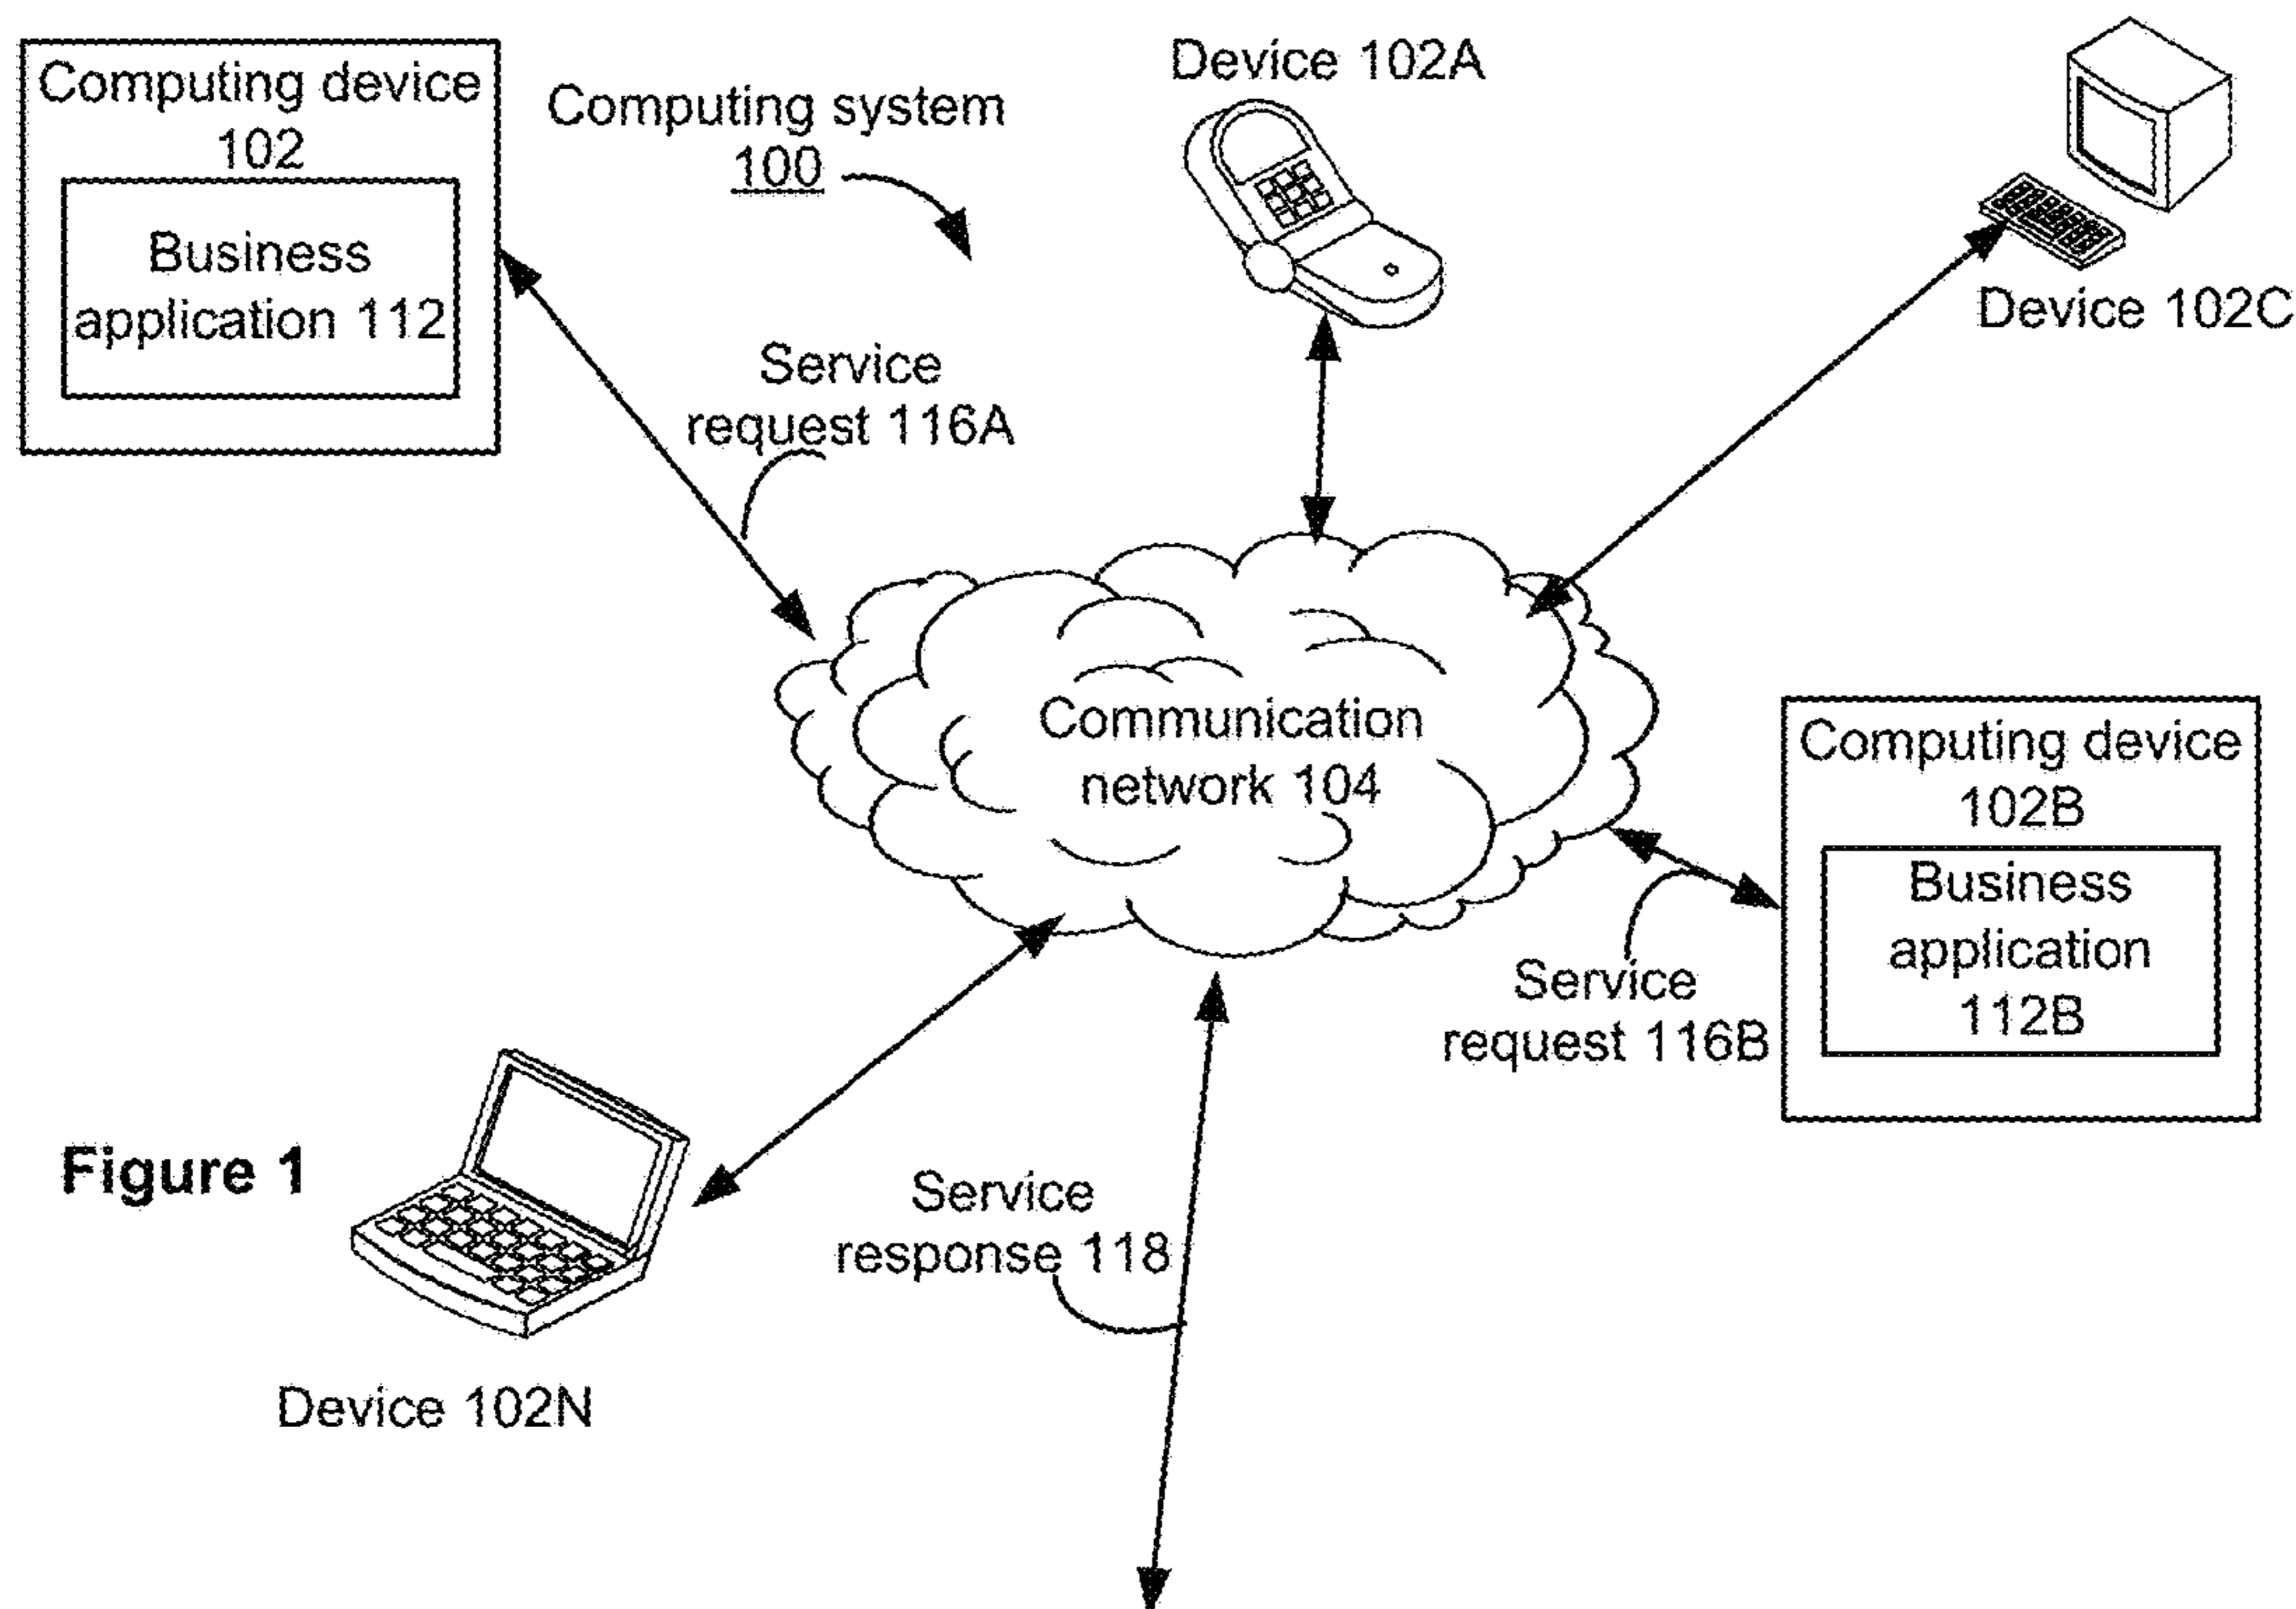 Computing device
102
Business
application 112
Computing system
100
Device 102A
Device 102C
Service
request 116A
Communication
network 104
Computing device
102B
Business
application
112B
Service
request 116B
Figure 1
Service
response 118
Device 102N